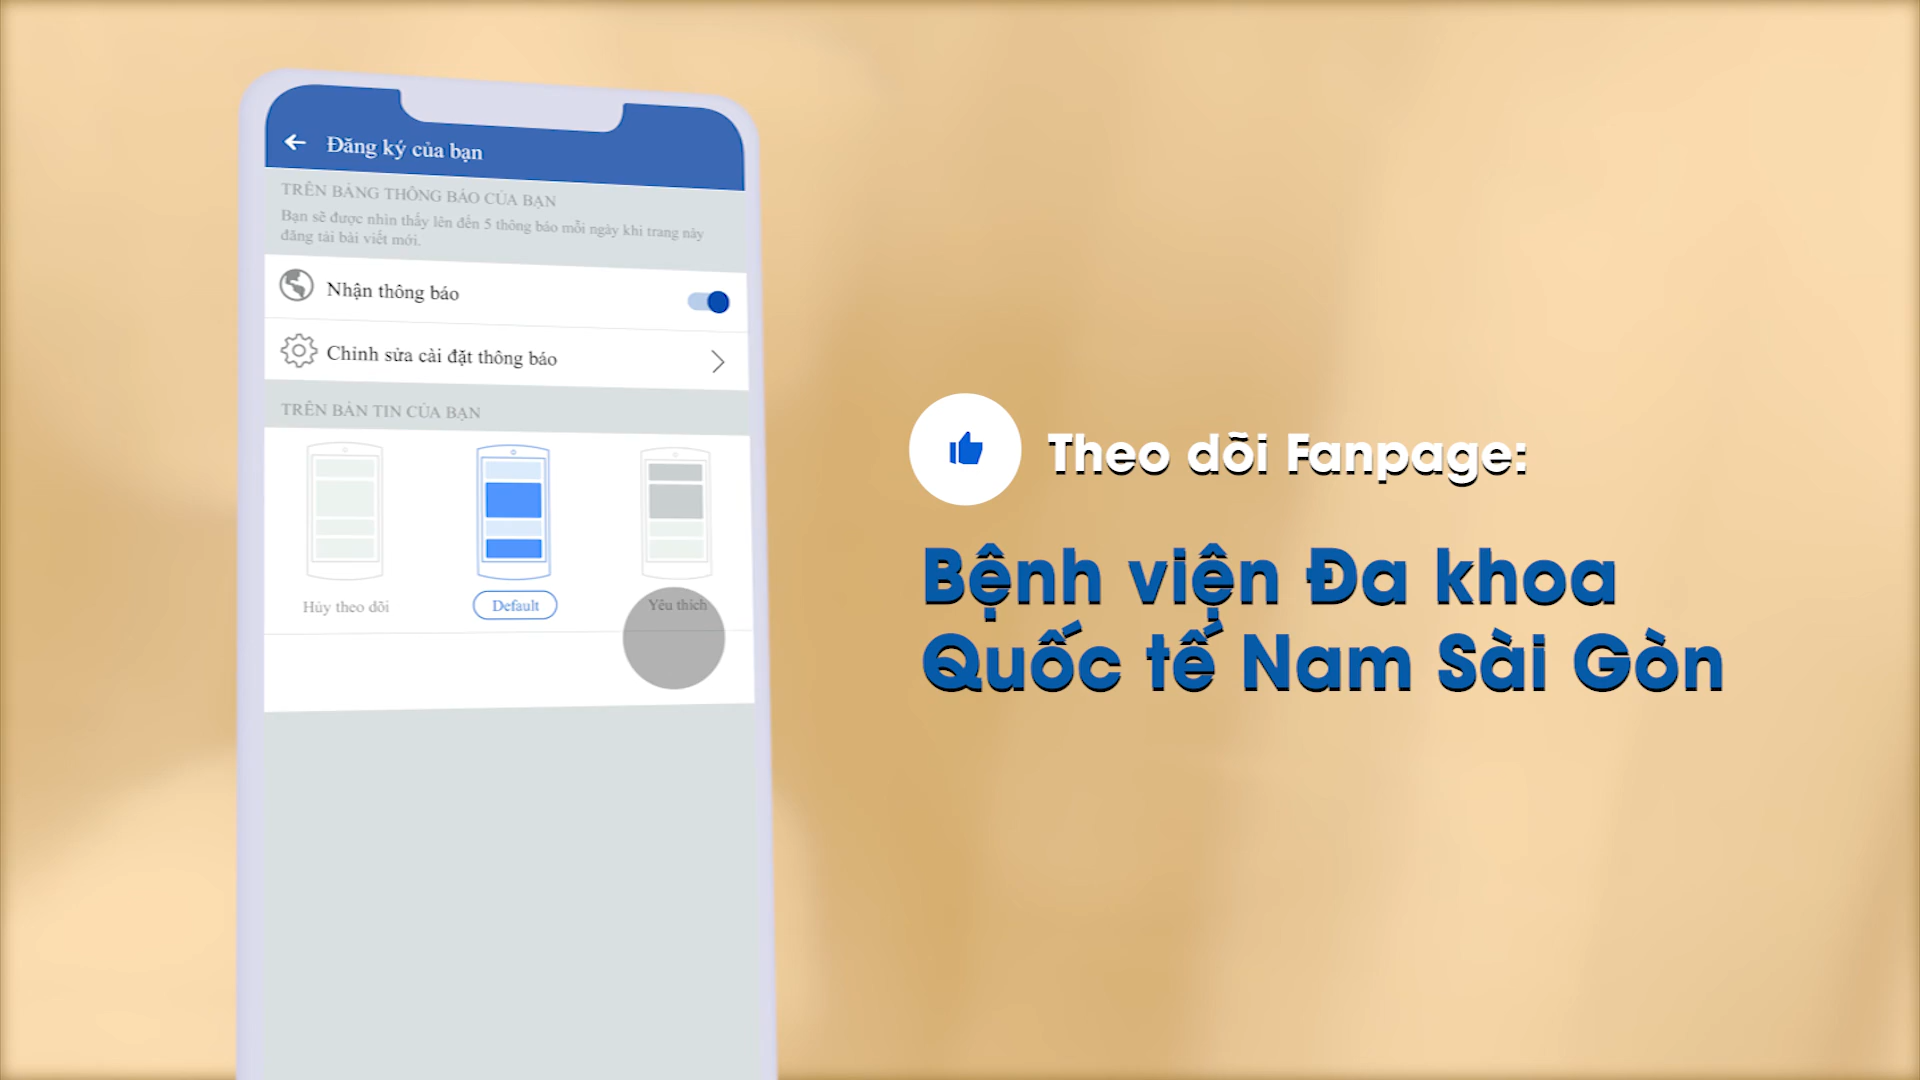 Đăng ký của bạn
TRÊN BẢNG THÔNG BÁO CỦA BẠN
Bạn sẽ được nhìn thấy lên đến 5 thông báo mỗi ngày khi trang này
đăng tải bài viết mới.
Nhận thông báo
Chỉnh sửa cài đặt thông báo
TRÊN BẢN TIN CỦA BẠN
Hủy theo dõi
Default
Yêu thích
Theo dõi Fanpage:
Bệnh viện Đa khoa
Quốc tế Nam Sài Gòn